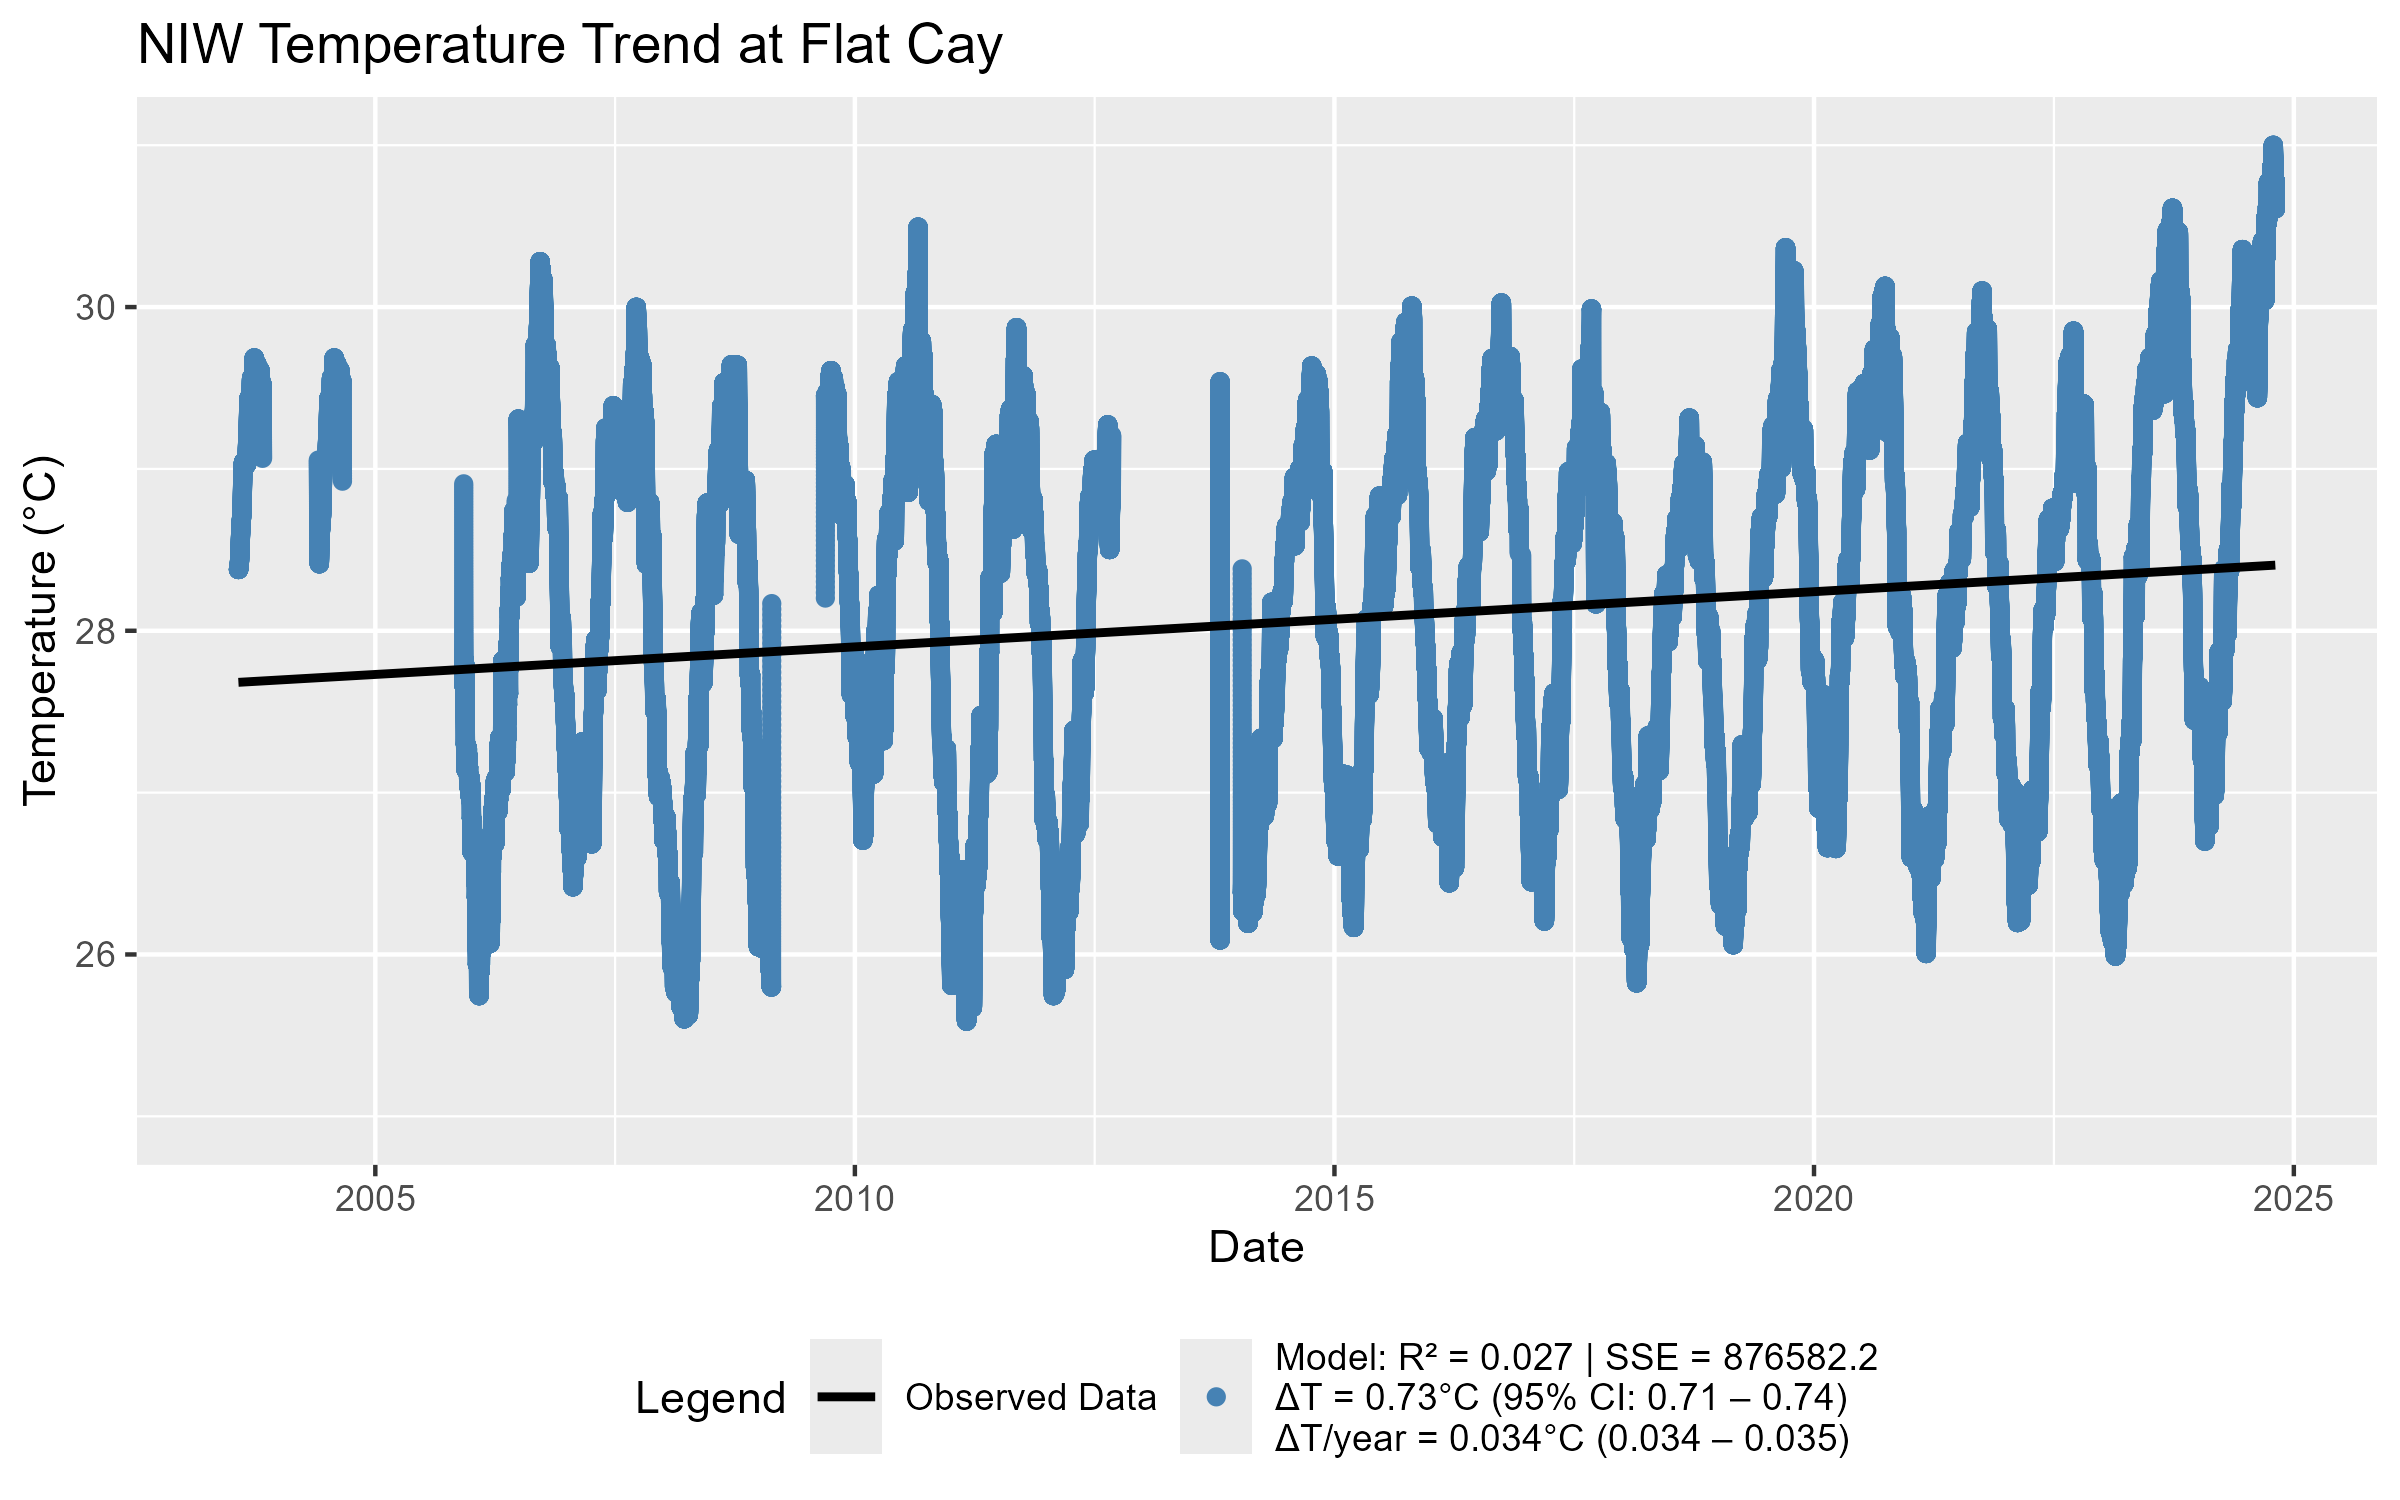 NIW Temperature Trend at Flat Cay
Temperature (°C)
30
28
26
2005 2010 2015 2020 2025
Date
Legend
Observed Data
Model: R² = 0.027 | SSE = 876582.2
ΔT = 0.73°C (95% CI: 0.71 – 0.74)
ΔT/year = 0.034°C (0.034 – 0.035)